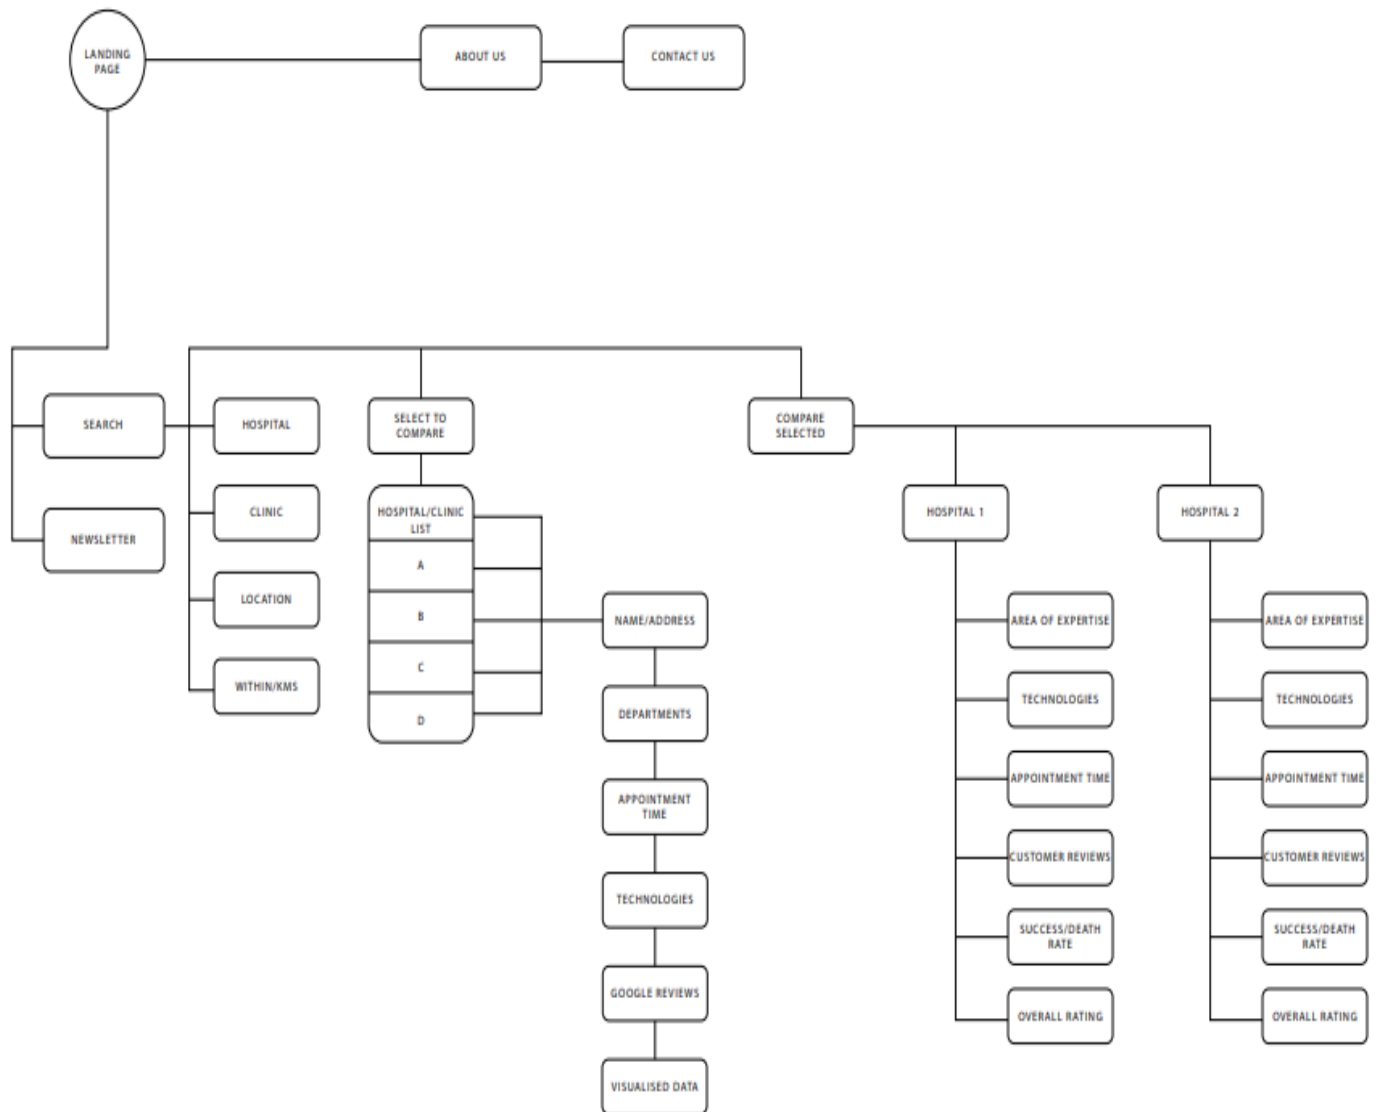 LANDING
PAGE
ABOUT US
CONTACT US
SEARCH
NEWSLETTER
HOSPITAL
CLINIC
LOCATION
WITHIN/KMS
SELECT TO
COMPARE
HOSPITAL/CLINIC
LIST
A
B
C
D
NAME/ADDRESS
DEPARTMENTS
APPOINTMENT
TIME
TECHNOLOGIES
GOOGLE REVIEWS
VISUALISED DATA
COMPARE
SELECTED
HOSPITAL 1
AREA OF EXPERTISE
TECHNOLOGIES
APPOINTMENT TIME
CUSTOMER REVIEWS
SUCCESS/DEATH
RATE
OVERALL RATING
HOSPITAL 2
AREA OF EXPERTISE
TECHNOLOGIES
APPOINTMENT TIME
CUSTOMER REVIEWS
SUCCESS/DEATH
RATE
OVERALL RATING